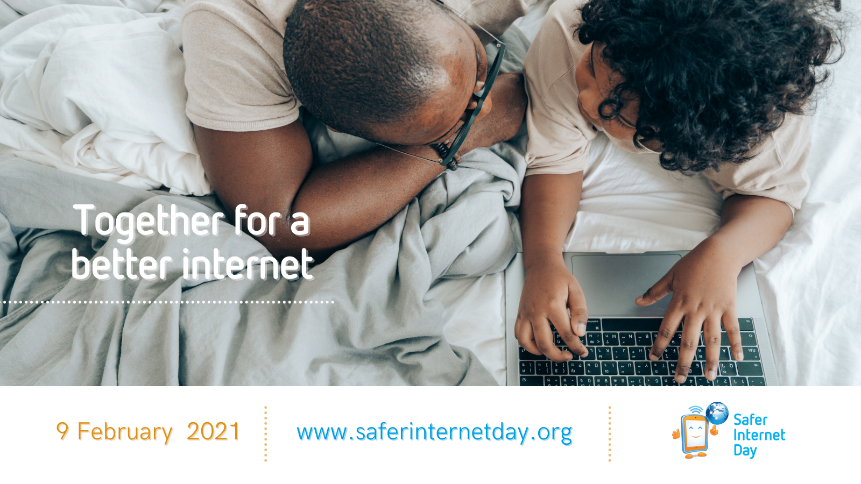 Together for a
better internet
9 February 2021
www.saferinternetday.org
Safer
Internet
Day